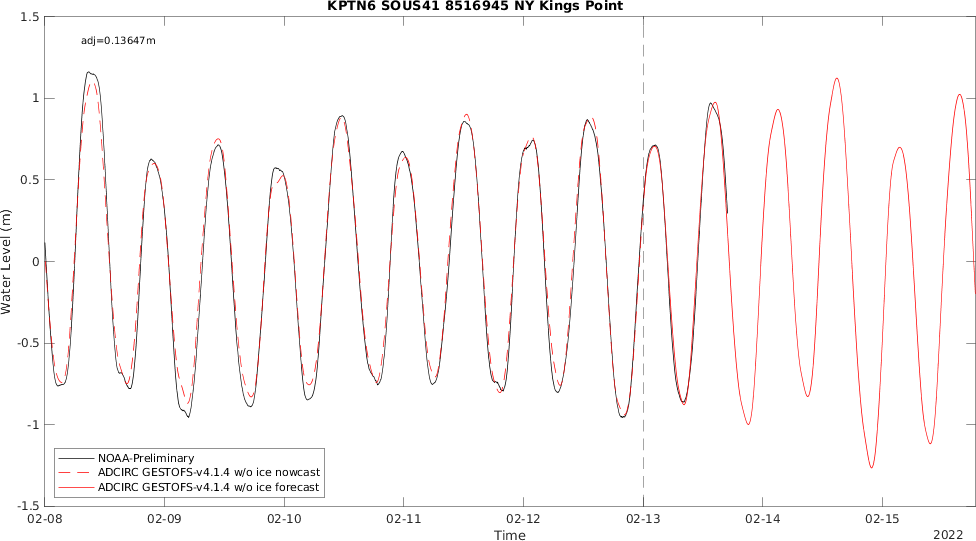 KPTN6 SOUS41 8516945 NY Kings Point
1.5
adj=0.13647m
1
0.5
0
-0.5
-1
-1.5
Water Level (m)
NOAA-Preliminary
ADCIRC GESTOFS-v4.1.4 w/o ice nowcast
ADCIRC GESTOFS-v4.1.4 w/o ice forecast
02-08 02-09 02-10 02-11 02-12 02-13 02-14 02-15
Time
2022